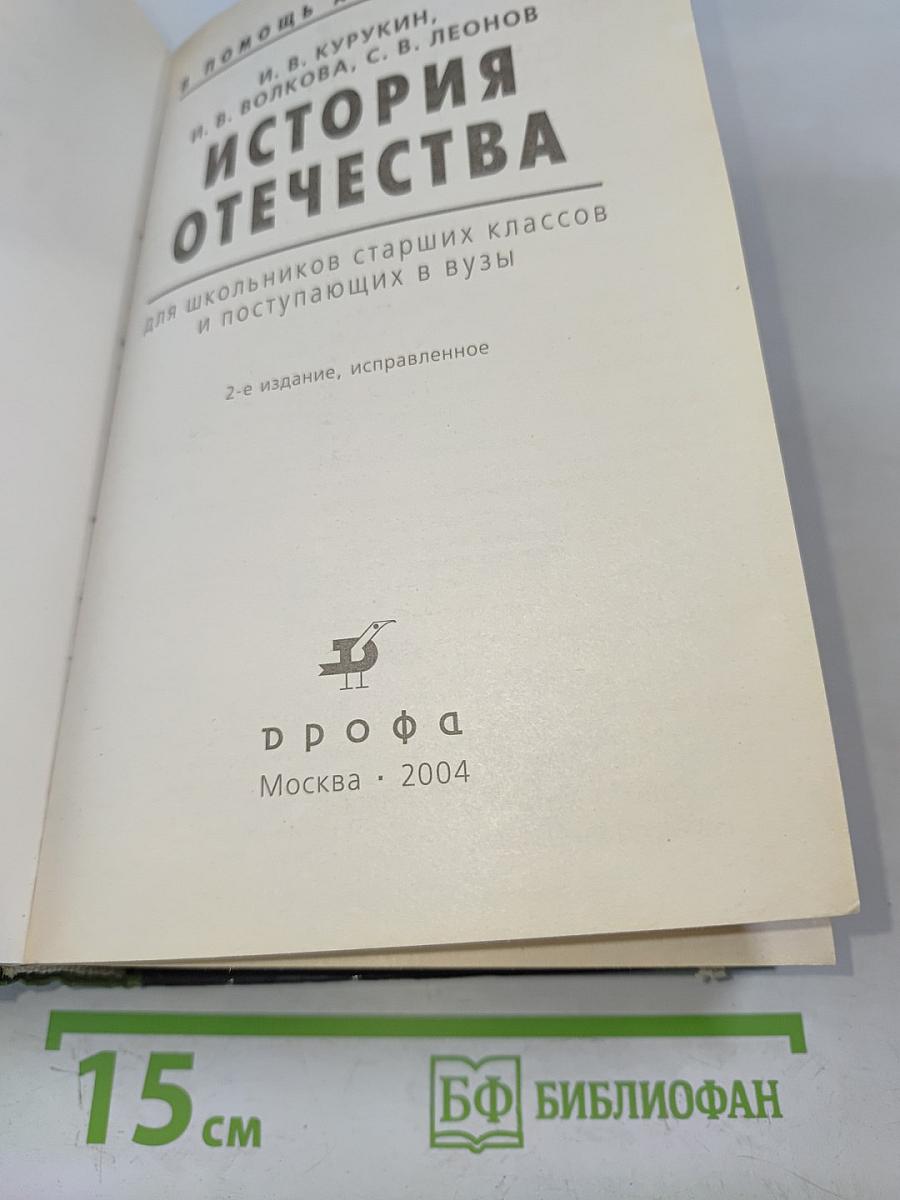 В ПОМОЩЬ
И. В. КУРУКИН,
И. В. ВОЛКОВА, С. В. ЛЕОНОВ
ИСТОРИЯ
ОТЕЧЕСТВА
для школьников старших классов
и поступающих в вузы
2-е издание, исправленное
дрофа
Москва · 2004
15 см
БФ БИБЛИОФАН